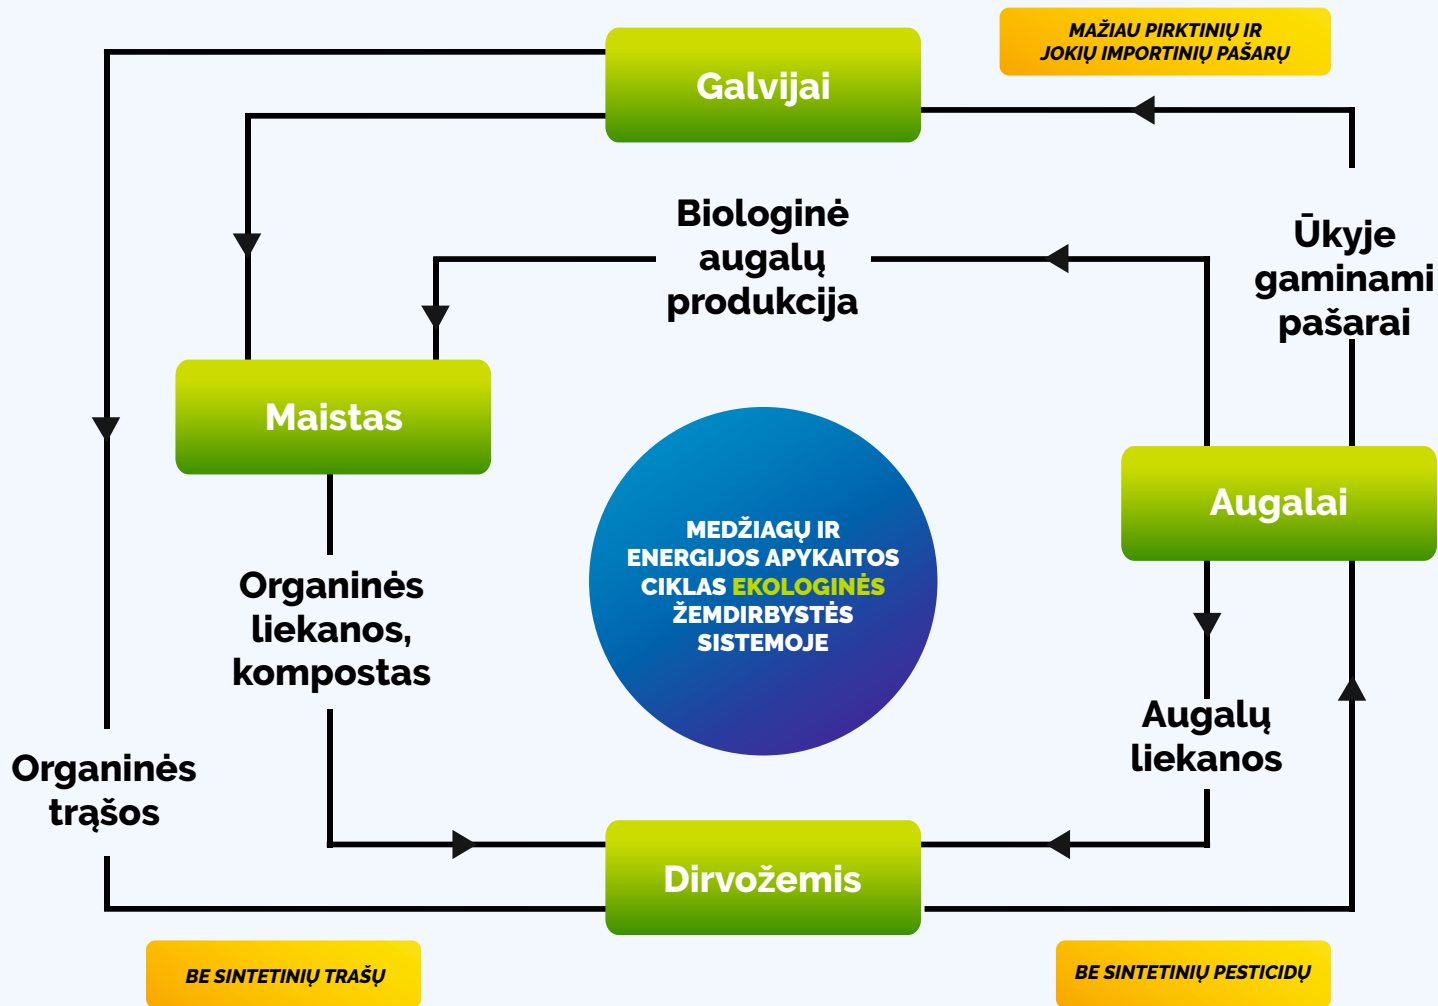 MAŽIAU PIRKTINIŲ IR
JOKIŲ IMPORTINIŲ PAŠARŲ
Galvijai
Biologinė
augalų
produkcija
Ūkyje
gaminami
pašarai
Maistas
Augalai
MEDŽIAGŲ IR
ENERGIJOS APYKAITOS
CIKLAS EKOLOGINĖS
ŽEMDIRBYSTĖS
SISTEMOJE
Organinės
liekanos,
kompostas
Augalų
liekanos
Organinės
trąšos
Dirvožemis
BE SINTETINIŲ TRAŠŲ
BE SINTETINIŲ PESTICIDŲ